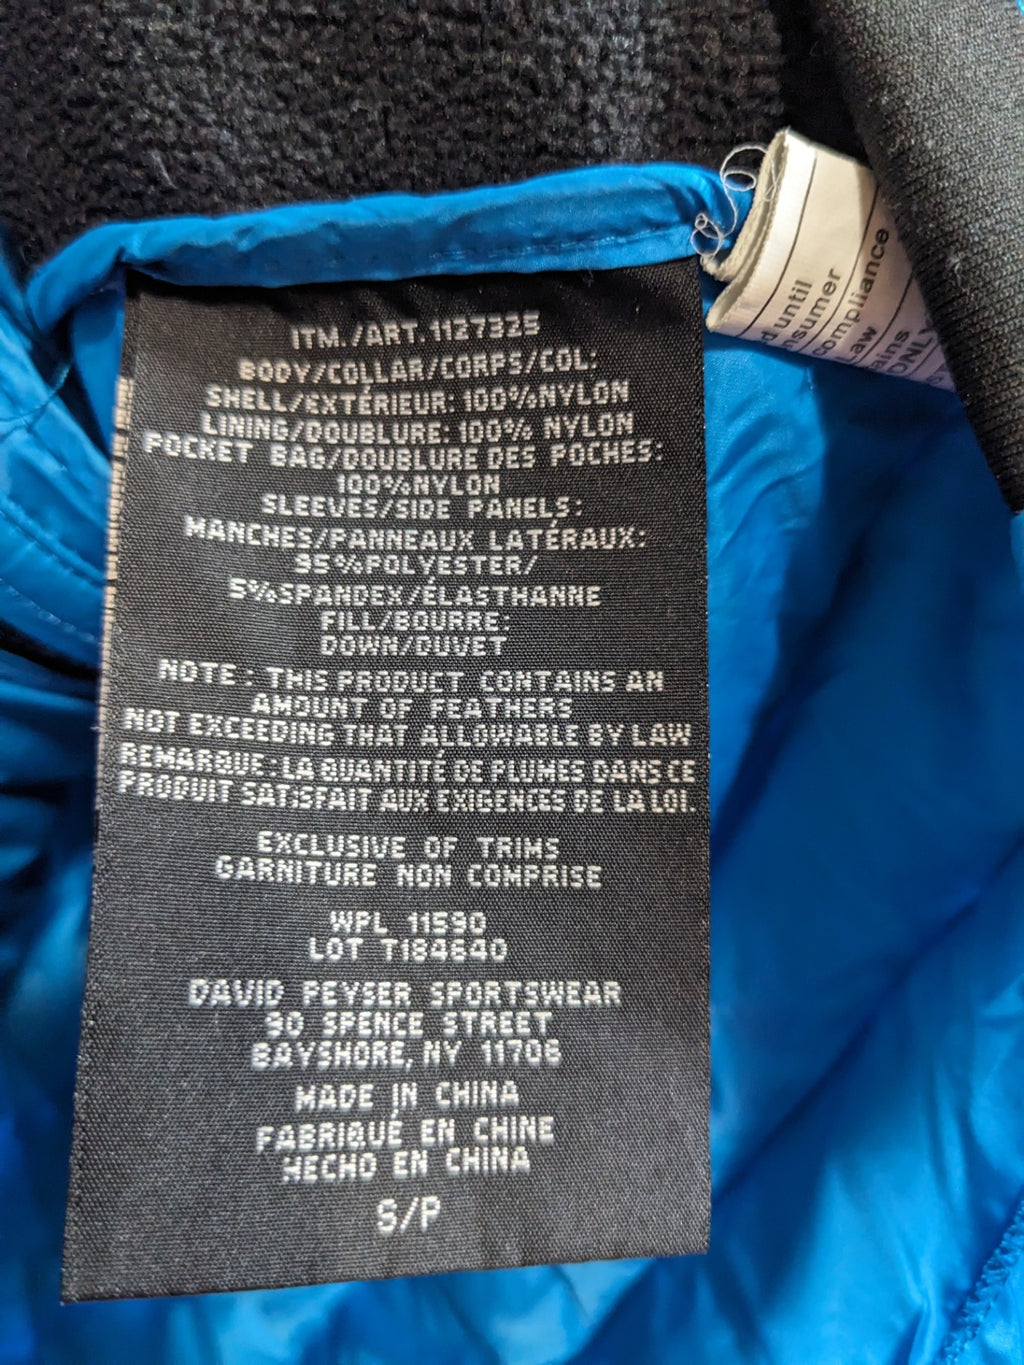 ITM./ART. 1137325
BODY/COLLAR/CORPS/COL:
SHELL/EXTÉRIEUR: 100%NYLON
LINING/DOUBLURE: 100% NYLON
POCKET BAG/DOUBLURE DES POCHES:
100%NYLON
SLEEVES/SIDE PANELS:
MANCHES/PANNEAUX LATÉRAUX:
95%POLYESTER/
5%SPANDEX/ÉLASTHANNE
FILL/BOURRE:
DOWN/DUVET
NOTE: THIS PRODUCT CONTAINS AN
AMOUNT OF FEATHERS
NOT EXCEEDING THAT ALLOWABLE BY LAW
REMARQUE: LA QUANTITÉ DE PLUMES DANS CE
PRODUIT SATISFAIT AUX EXIGENCES DE LA LOI.
EXCLUSIVE OF TRIMS
GARNITURE NON COMPRISE
WPL 11590
LOT T184640
DAVID PEYSER SPORTSWEAR
90 SPENCE STREET
BAYSHORE, NY 11706
MADE IN CHINA
FABRIQUÉ EN CHINE
HECHO EN CHINA
S/P
d until
nsumer
compliance
aw
ains
ONLY